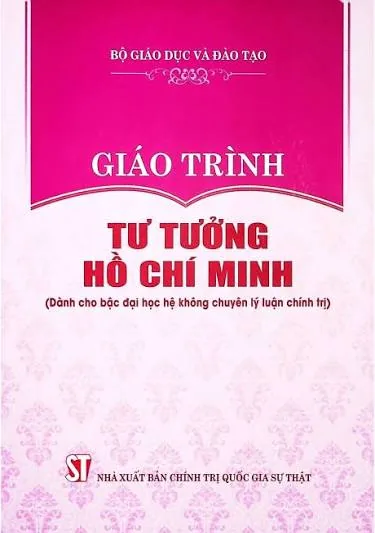 BỘ GIÁO DỤC VÀ ĐÀO TẠO
GIÁO TRÌNH
TƯ TƯỞNG
HỒ CHÍ MINH
(Dành cho bậc đại học hệ không chuyên lý luận chính trị)
ST
NHÀ XUẤT BẢN CHÍNH TRỊ QUỐC GIA SỰ THẬT